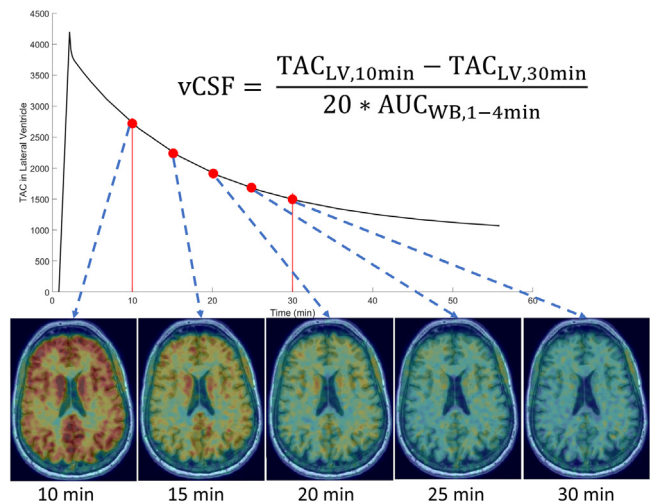 4500
4000
3500
3000
2500
2000
1500
1000
500
0
TAC in Lateral Ventricle
0
10
20
30
40
50
60
Time (min)
vCSF = (TAC_LV,10min − TAC_LV,30min) / (20 * AUC_WB,1−4min)
10 min
15 min
20 min
25 min
30 min